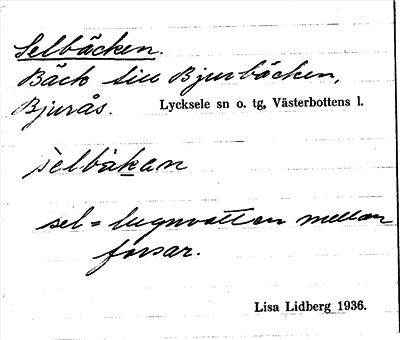 Selbäcken.
Bäck till Bjurbäcken,
Bjurås. Lycksele sn o. tg, Västerbottens l.
sèlbäkan
sel = lugnvatten mellan
forsar.
Lisa Lidberg 1936.